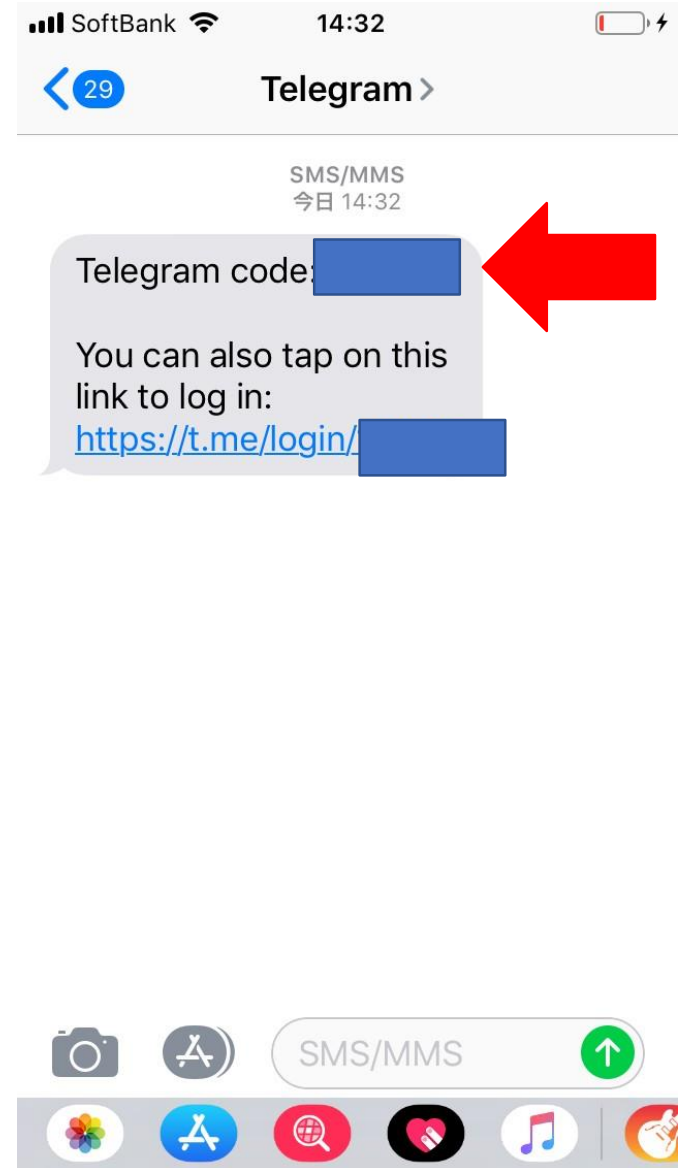 SoftBank 14:32
29 Telegram
SMS/MMS
今日 14:32
Telegram code:
You can also tap on this
link to log in:
https://t.me/login/
SMS/MMS